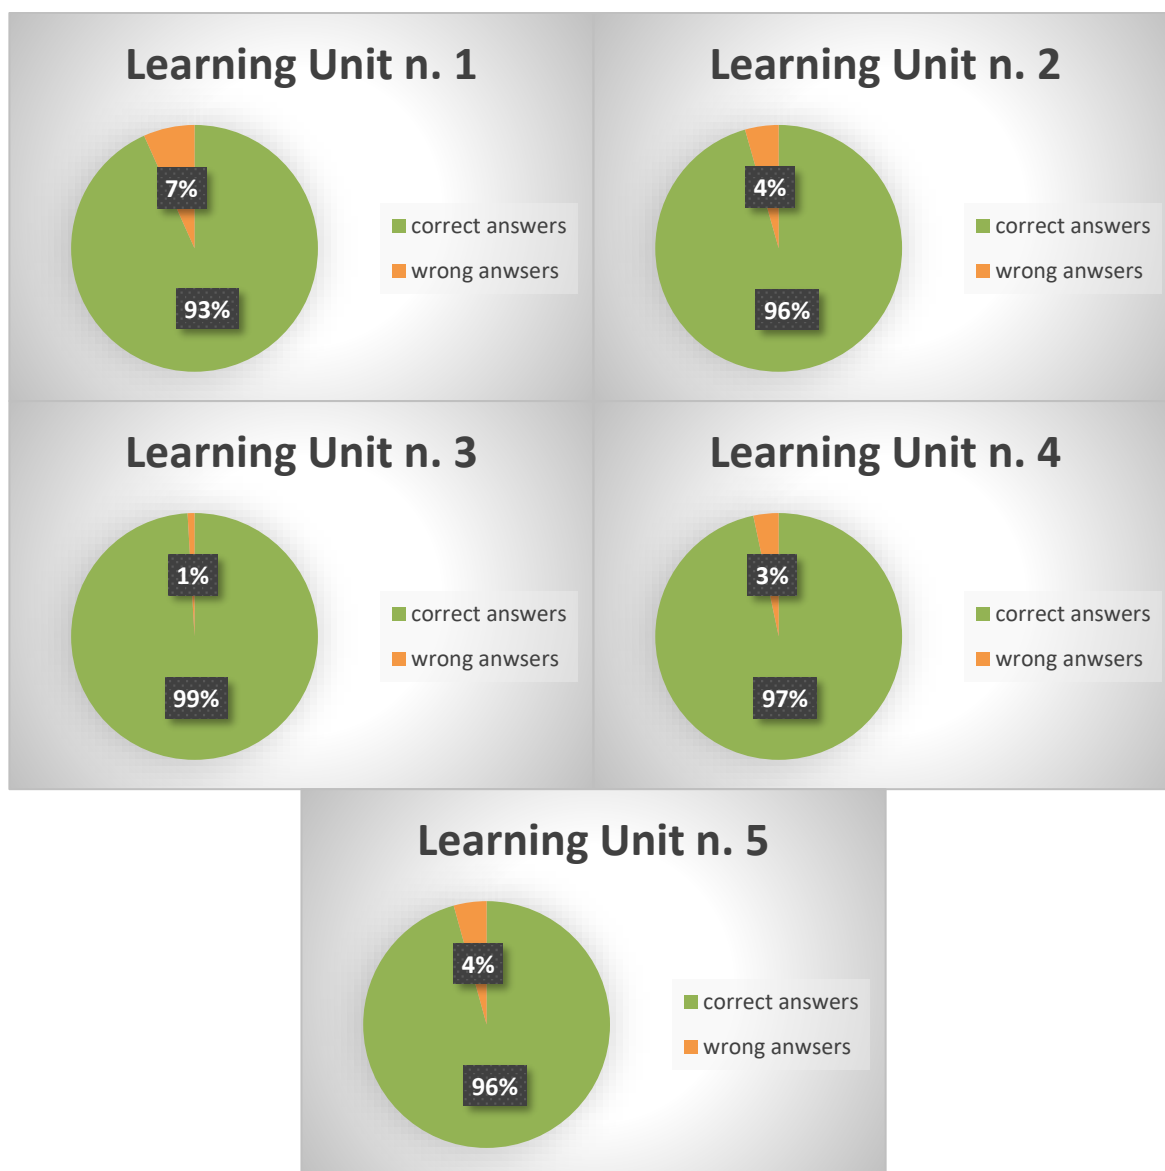 Learning Unit n. 1
7%
93%
correct answers
wrong anwsers
Learning Unit n. 2
4%
96%
correct answers
wrong anwsers
Learning Unit n. 3
1%
99%
correct answers
wrong anwsers
Learning Unit n. 4
3%
97%
correct answers
wrong anwsers
Learning Unit n. 5
4%
96%
correct answers
wrong anwsers